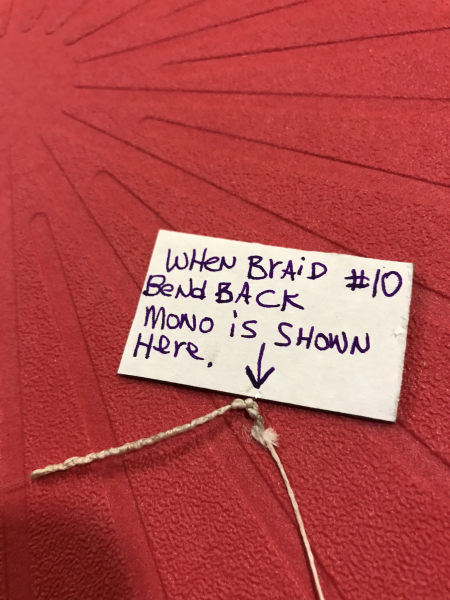 WHeN BrAiD #10
BeNd BACK
MONO iS SHOWN
Here.